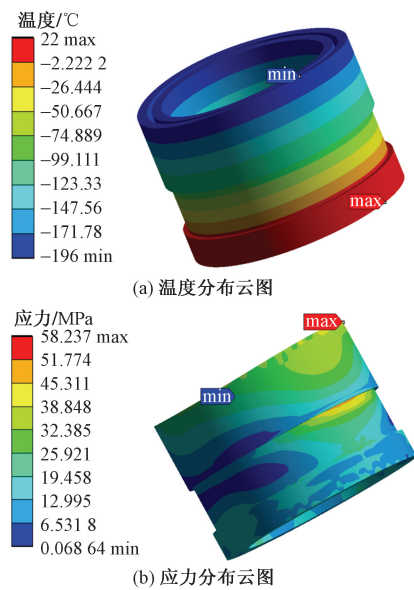 温度/℃
22 max
−2.222 2
−26.444
−50.667
−74.889
−99.111
−123.33
−147.56
−171.78
−196 min
min
max
(a) 温度分布云图
应力/MPa
58.237 max
51.774
45.311
38.848
32.385
25.921
19.458
12.995
6.531 8
0.068 64 min
max
min
(b) 应力分布云图